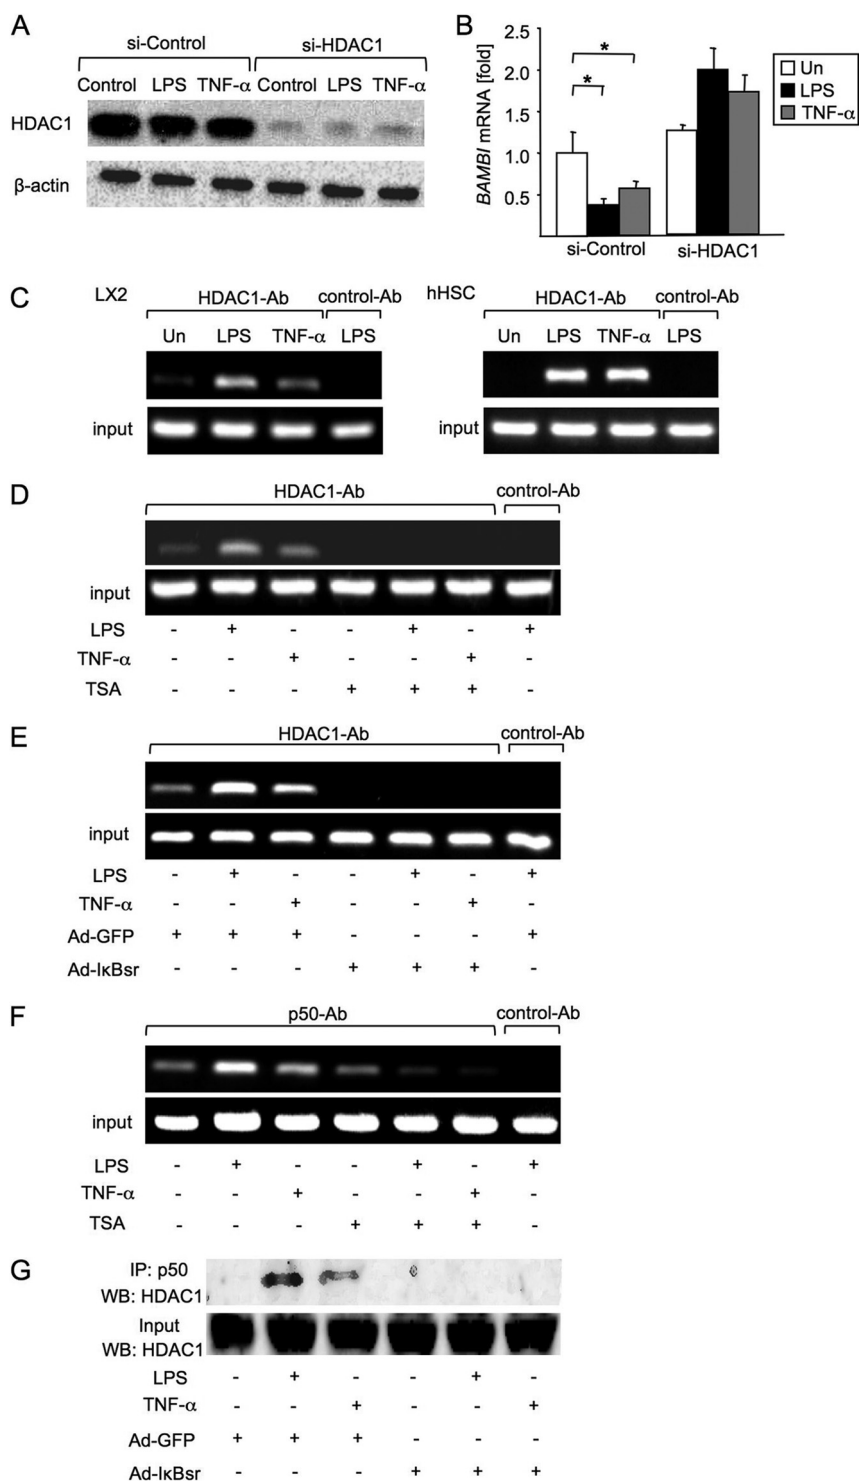 A
si-Control si-HDAC1
Control LPS TNF-α Control LPS TNF-α
HDAC1
β-actin
B
BAMBI mRNA [fold]
2.5
2.0
1.5
1.0
0.5
* *
si-Control si-HDAC1
Un
LPS
TNF-α
C
LX2 HDAC1-Ab control-Ab
Un LPS TNF-α LPS
input
hHSC HDAC1-Ab control-Ab
Un LPS TNF-α LPS
input
D
HDAC1-Ab control-Ab
input
LPS - + - - + - +
TNF-α - - + - - + -
TSA - - - + + + -
E
HDAC1-Ab control-Ab
input
LPS - + - - + - +
TNF-α - - + - - + -
Ad-GFP + + + - - - +
Ad-IκBsr - - - + + + -
F
p50-Ab control-Ab
input
LPS - + - - + - +
TNF-α - - + - - + -
TSA - - - + + + -
G
IP: p50
WB: HDAC1
Input
WB: HDAC1
LPS - + - - + -
TNF-α - - + - - +
Ad-GFP + + + - - -
Ad-IκBsr - - - + + +